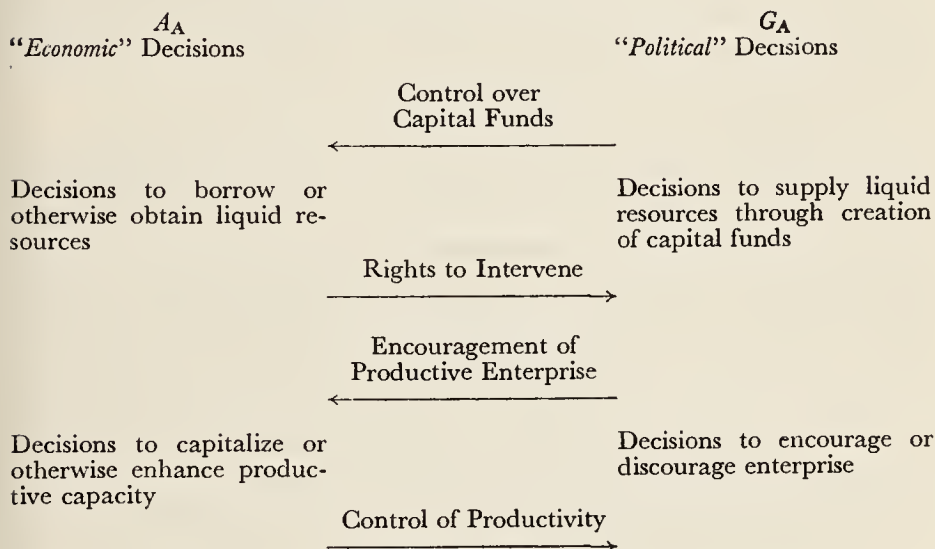 A_A
G_A
"Economic" Decisions
"Political" Decisions
Control over
Capital Funds
Decisions to borrow or
otherwise obtain liquid re-
sources
Decisions to supply liquid
resources through creation
of capital funds
Rights to Intervene
Encouragement of
Productive Enterprise
Decisions to capitalize or
otherwise enhance produc-
tive capacity
Decisions to encourage or
discourage enterprise
Control of Productivity